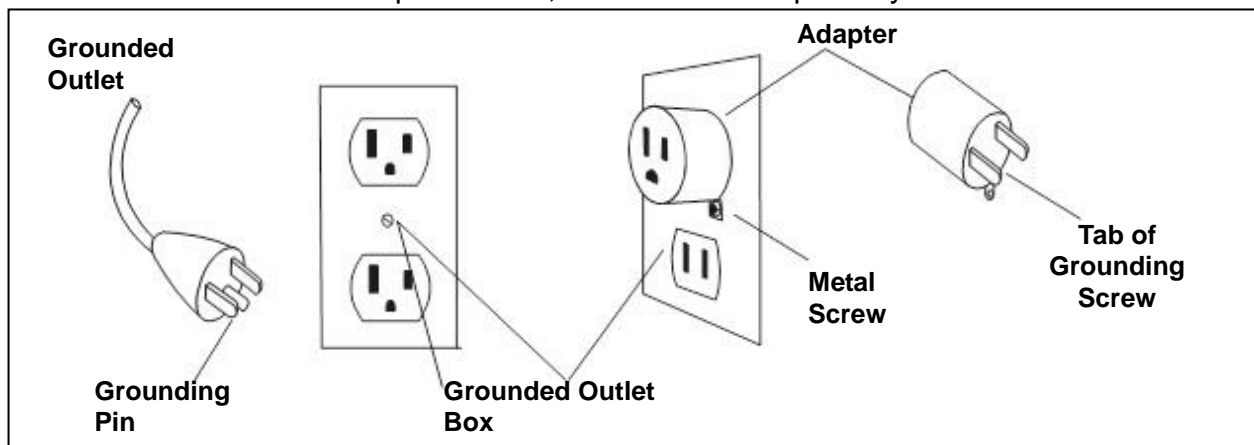 Grounded
Outlet
Adapter
Tab of
Grounding
Screw
Metal
Screw
Grounding
Pin
Grounded Outlet
Box